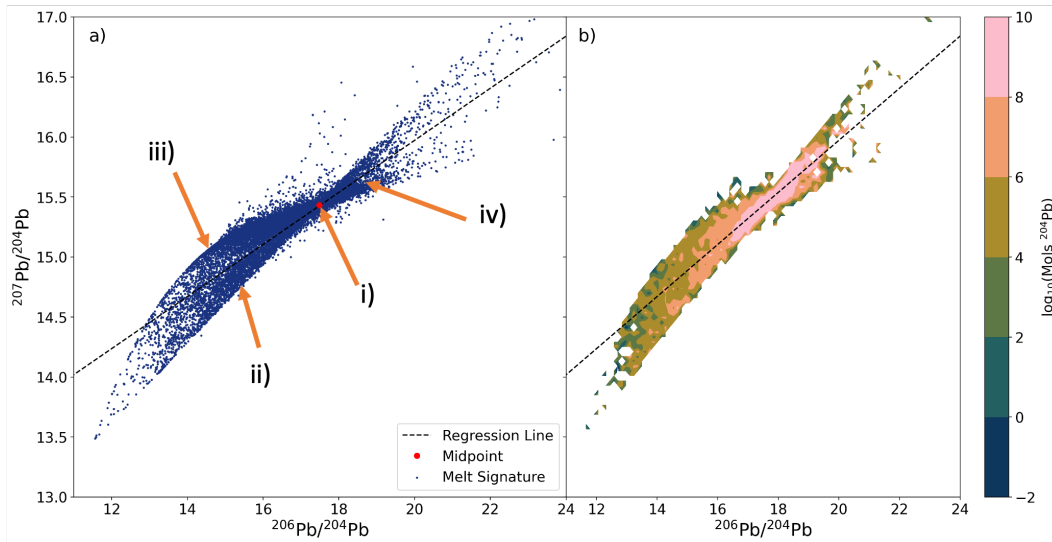 a)
b)
17.0
16.5
16.0
15.5
15.0
14.5
14.0
13.5
13.0
²⁰⁷Pb/²⁰⁴Pb
iii)
iv)
i)
ii)
Regression Line
Midpoint
Melt Signature
12 14 16 18 20 22
²⁰⁶Pb/²⁰⁴Pb
12 14 16 18 20 22 24
²⁰⁶Pb/²⁰⁴Pb
10
8
6
4
2
0
−2
log₁₀(Mols ²⁰⁴Pb)